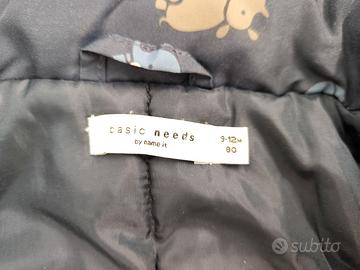 basic needs
by name it
9-12M
80
subito